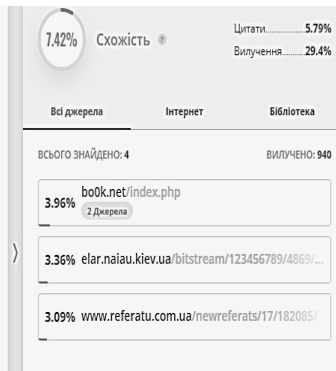 7.42% Схожість ?
Цитати 5.79%
Вилучення 29.4%
Всі джерела Інтернет Бібліотека
ВСЬОГО ЗНАЙДЕНО: 4 ВИЛУЧЕНО: 940
3.96% bo0k.net/index.php
2 Джерела
3.36% elar.naiau.kiev.ua/bitstream/123456789/4869/...
3.09% www.referatu.com.ua/newreferats/17/182085/